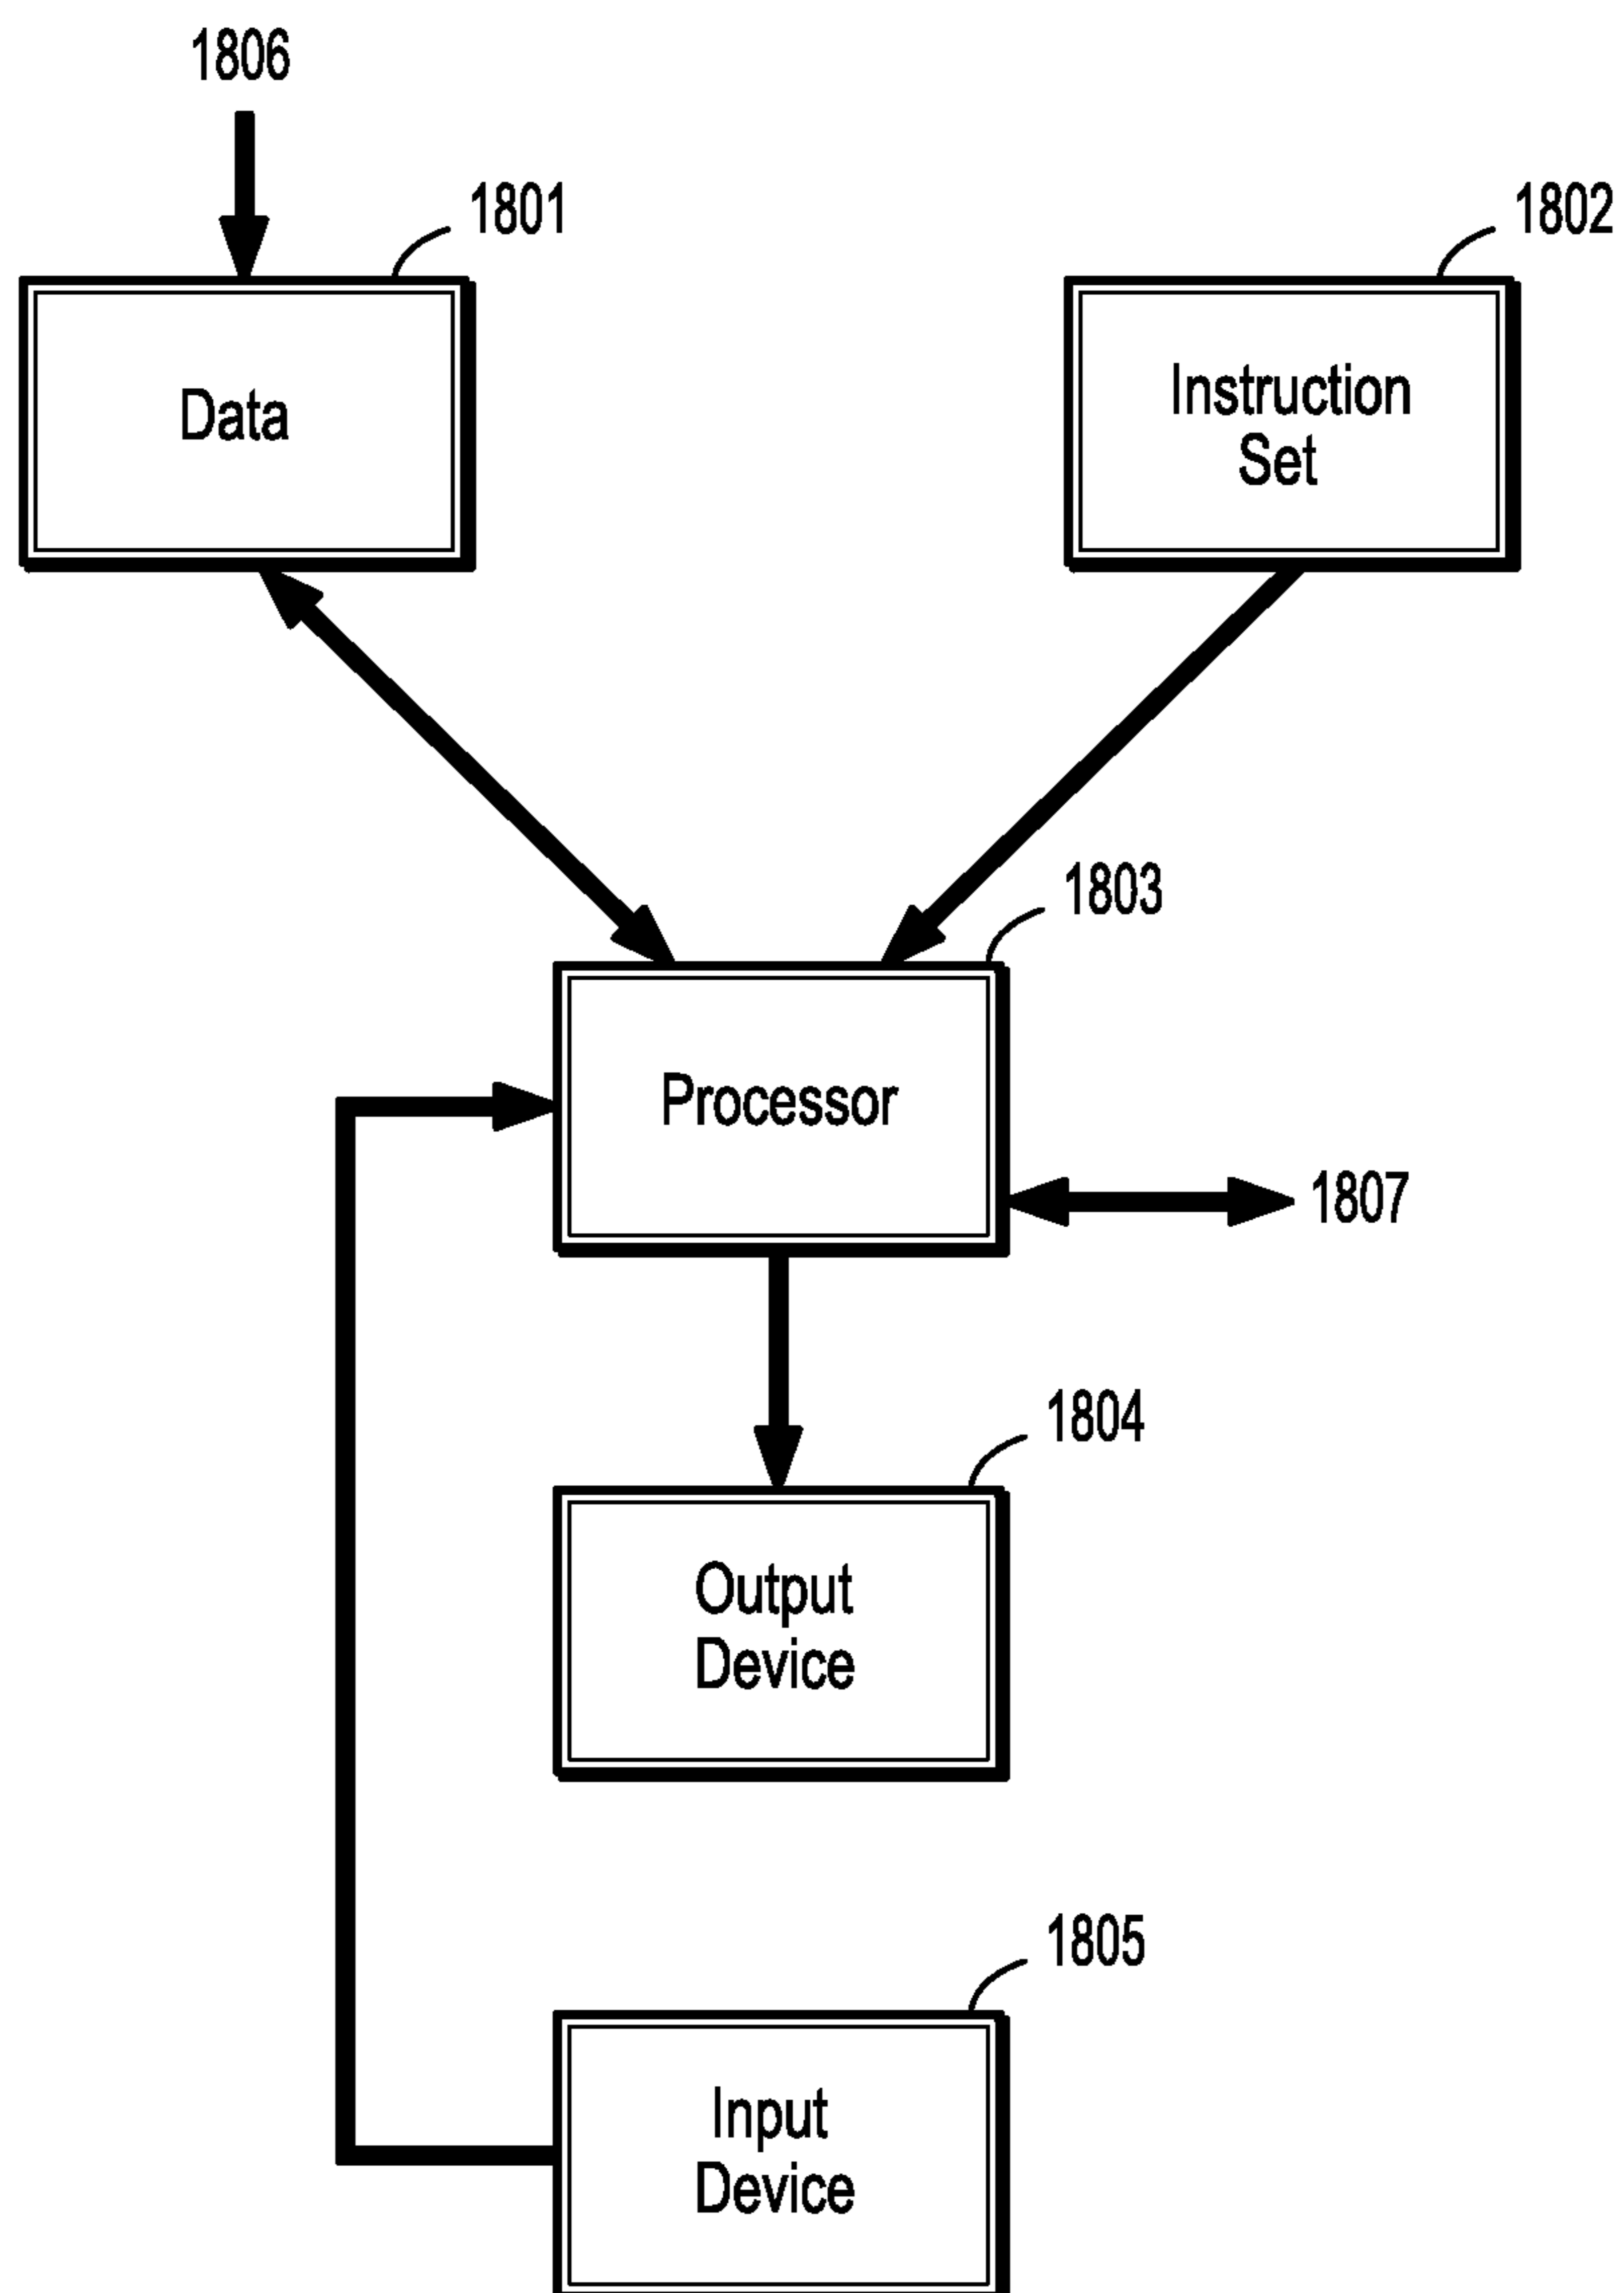 1806
1801
1802
Data
Instruction
Set
1803
Processor
1807
1804
Output
Device
1805
Input
Device